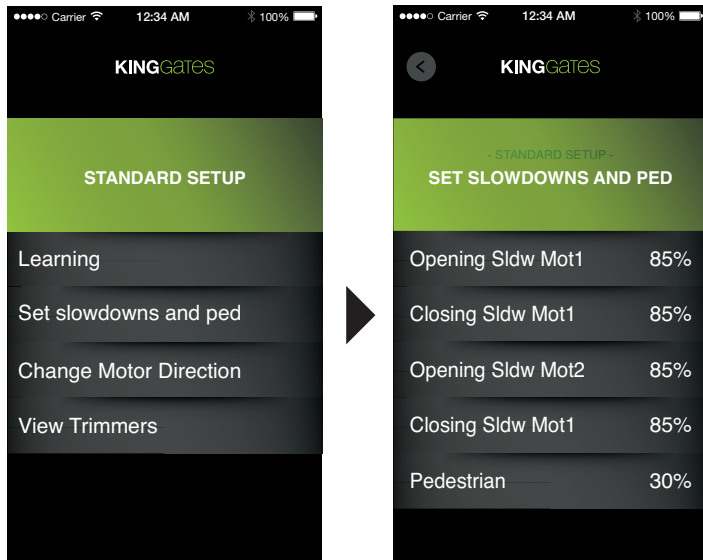 Carrier 12:34 AM 100%
KINGGATES
STANDARD SETUP
Learning
Set slowdowns and ped
Change Motor Direction
View Trimmers
Carrier 12:34 AM 100%
KINGGATES
- STANDARD SETUP -
SET SLOWDOWNS AND PED
Opening Sldw Mot1 85%
Closing Sldw Mot1 85%
Opening Sldw Mot2 85%
Closing Sldw Mot1 85%
Pedestrian 30%